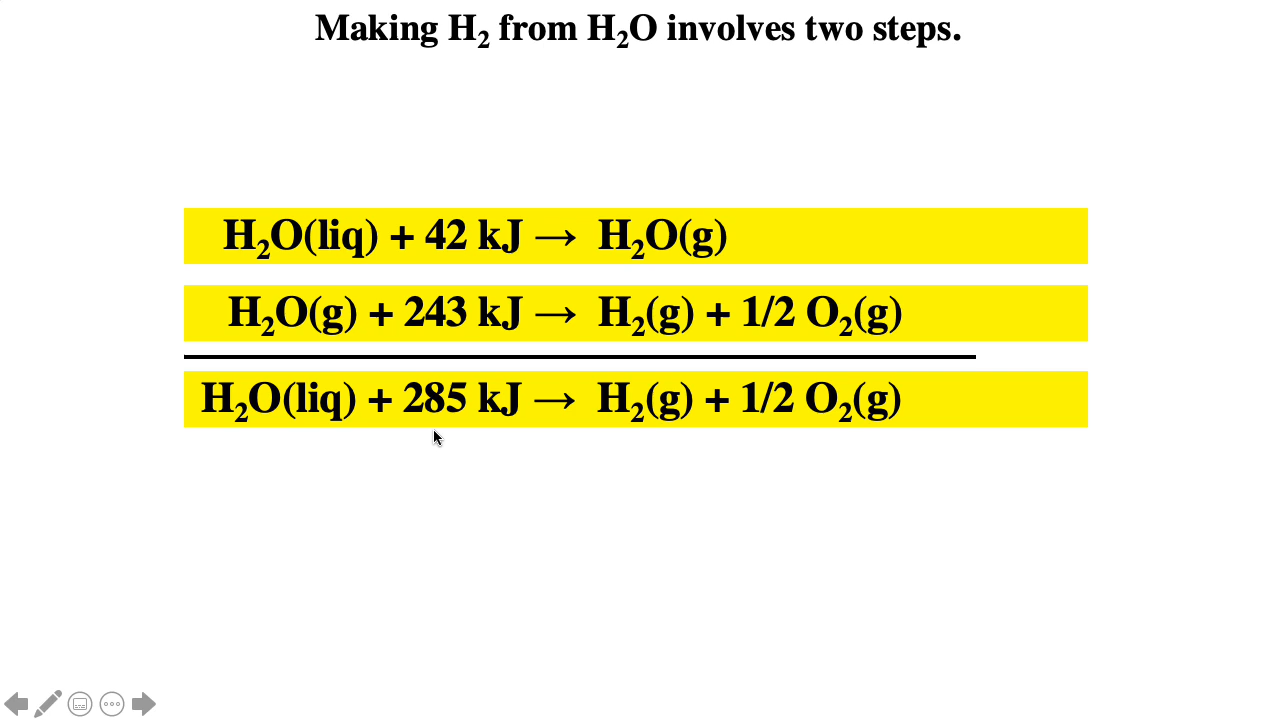 Making H₂ from H₂O involves two steps.
H₂O(liq) + 42 kJ → H₂O(g)
H₂O(g) + 243 kJ → H₂(g) + 1/2 O₂(g)
H₂O(liq) + 285 kJ → H₂(g) + 1/2 O₂(g)